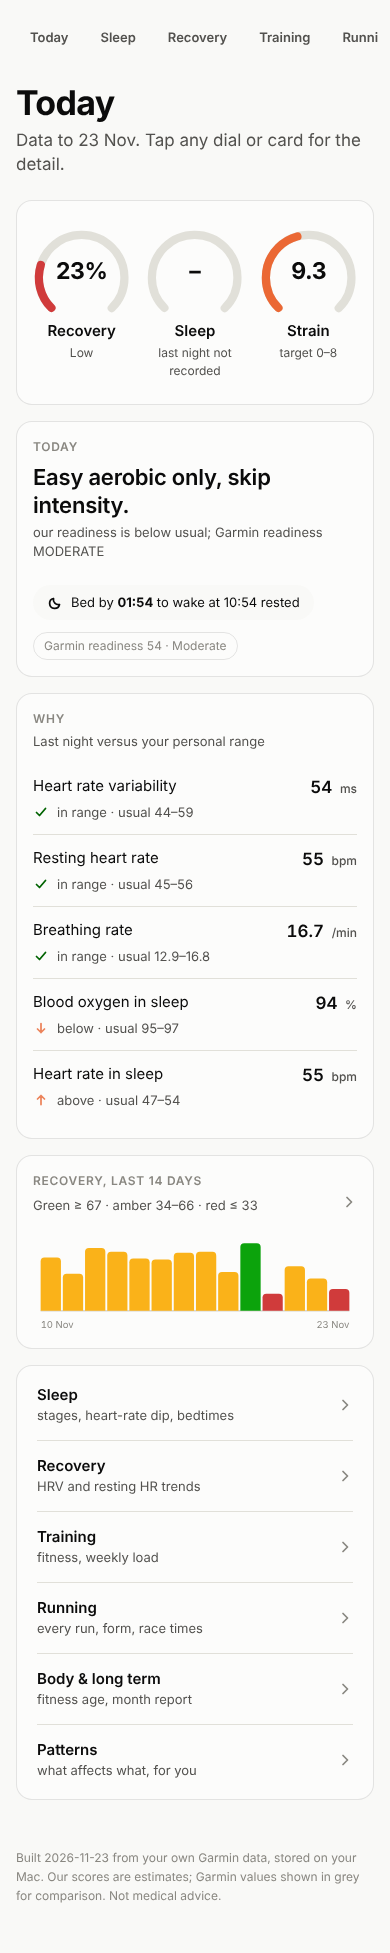 Today Sleep Recovery Training Runni
Today
Data to 23 Nov. Tap any dial or card for the
detail.
23% – 9.3
Recovery Sleep Strain
Low last night not target 0–8
recorded
TODAY
Easy aerobic only, skip
intensity.
our readiness is below usual; Garmin readiness
MODERATE
Bed by 01:54 to wake at 10:54 rested
Garmin readiness 54 · Moderate
WHY
Last night versus your personal range
Heart rate variability 54 ms
in range · usual 44–59
Resting heart rate 55 bpm
in range · usual 45–56
Breathing rate 16.7 /min
in range · usual 12.9–16.8
Blood oxygen in sleep 94 %
below · usual 95–97
Heart rate in sleep 55 bpm
above · usual 47–54
RECOVERY, LAST 14 DAYS
Green ≥ 67 · amber 34–66 · red ≤ 33
10 Nov 23 Nov
Sleep
stages, heart-rate dip, bedtimes
Recovery
HRV and resting HR trends
Training
fitness, weekly load
Running
every run, form, race times
Body & long term
fitness age, month report
Patterns
what affects what, for you
Built 2026-11-23 from your own Garmin data, stored on your
Mac. Our scores are estimates; Garmin values shown in grey
for comparison. Not medical advice.